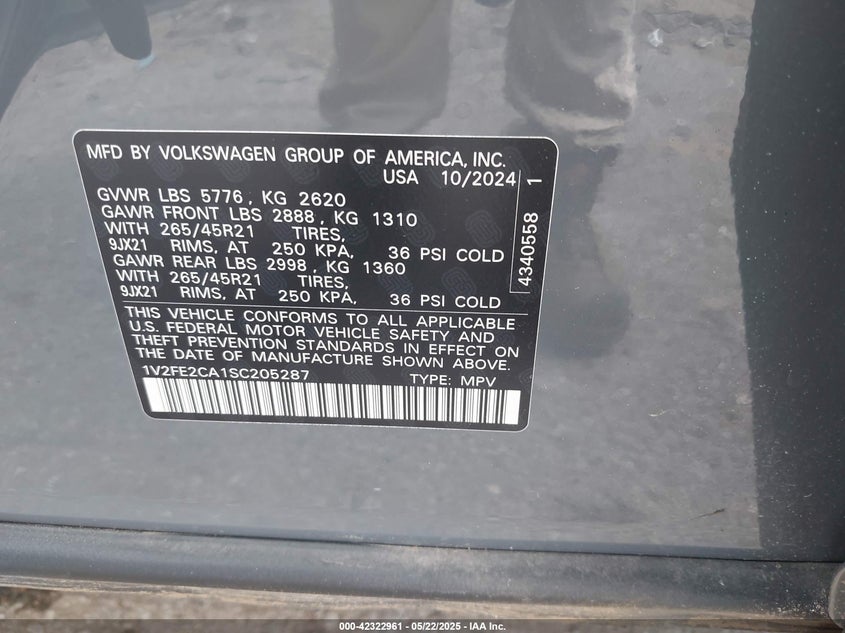 MFD BY VOLKSWAGEN GROUP OF AMERICA, INC.
USA 10/2024
GVWR LBS 5776, KG 2620
GAWR FRONT LBS 2888, KG 1310
WITH 265/45R21 TIRES,
9JX21 RIMS, AT 250 KPA, 36 PSI COLD
GAWR REAR LBS 2998, KG 1360
WITH 265/45R21 TIRES,
9JX21 RIMS, AT 250 KPA, 36 PSI COLD
4340558 1
THIS VEHICLE CONFORMS TO ALL APPLICABLE
U.S. FEDERAL MOTOR VEHICLE SAFETY AND
THEFT PREVENTION STANDARDS IN EFFECT ON
THE DATE OF MANUFACTURE SHOWN ABOVE.
1V2FE2CA1SC205287 TYPE: MPV
000-42322961 - 05/22/2025 - IAA Inc.